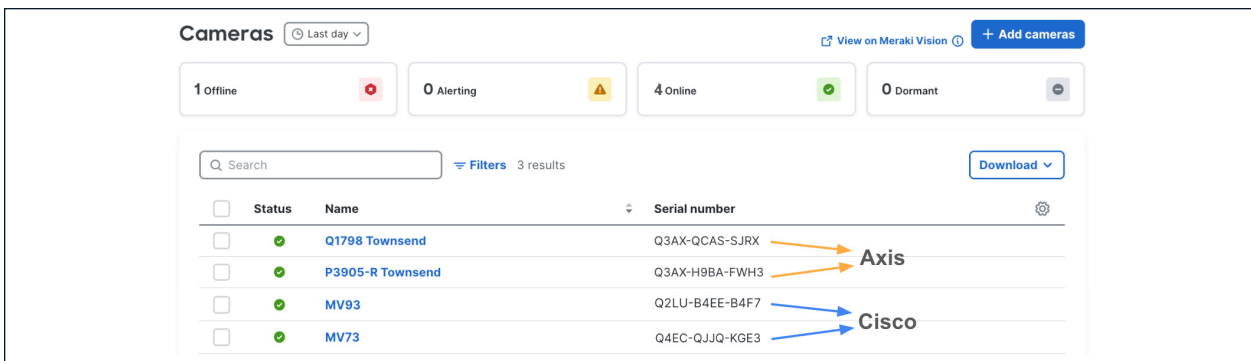 Cameras Last day
View on Meraki Vision + Add cameras
1 Offline 0 Alerting 4 Online 0 Dormant
Search Filters 3 results Download
Status Name Serial number
Q1798 Townsend Q3AX-QCAS-SJRX
Axis
P3905-R Townsend Q3AX-H9BA-FWH3
MV93 Q2LU-B4EE-B4F7
Cisco
MV73 Q4EC-QJJQ-KGE3